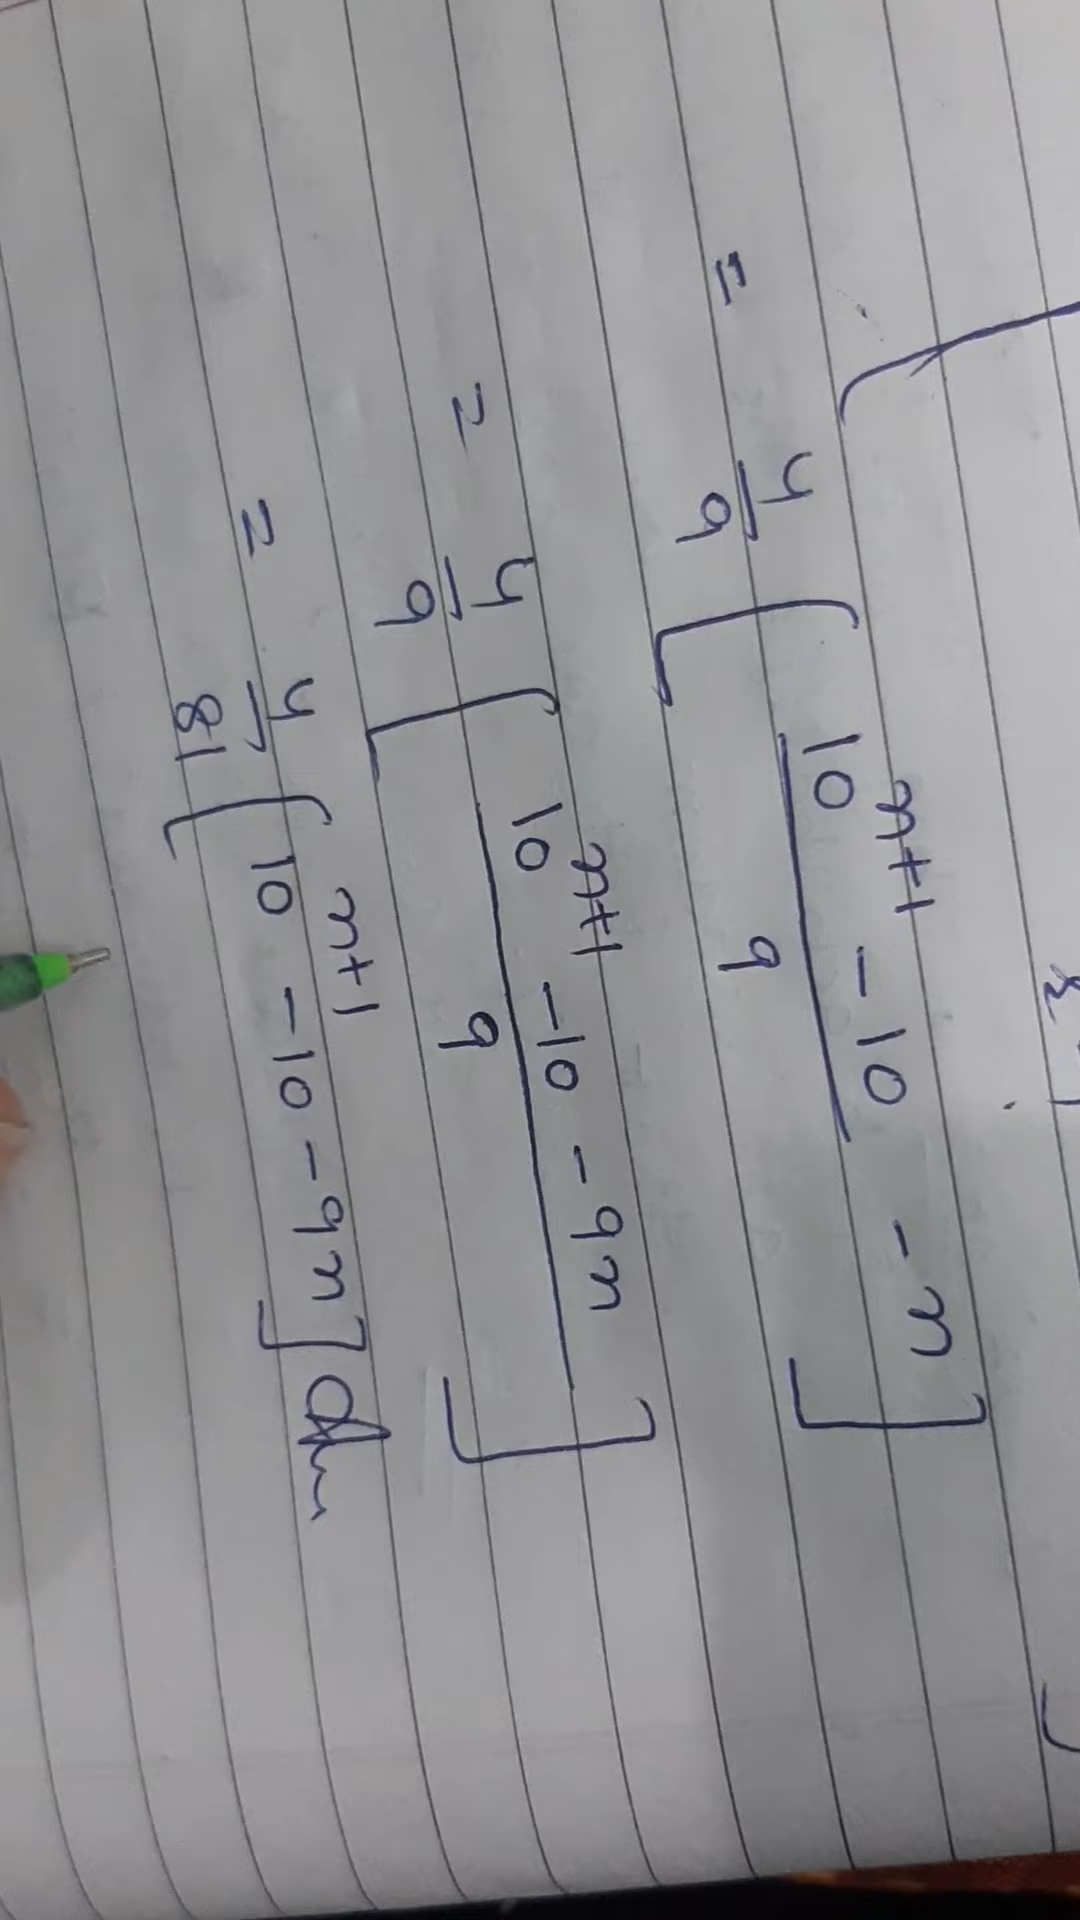 = 4/9 [ (10^(n+1) - 10)/9 - n ]
= 4/9 [ (10^(n+1) - 10 - 9n)/9 ]
= 4/81 [ 10^(n+1) - 10 - 9n ]